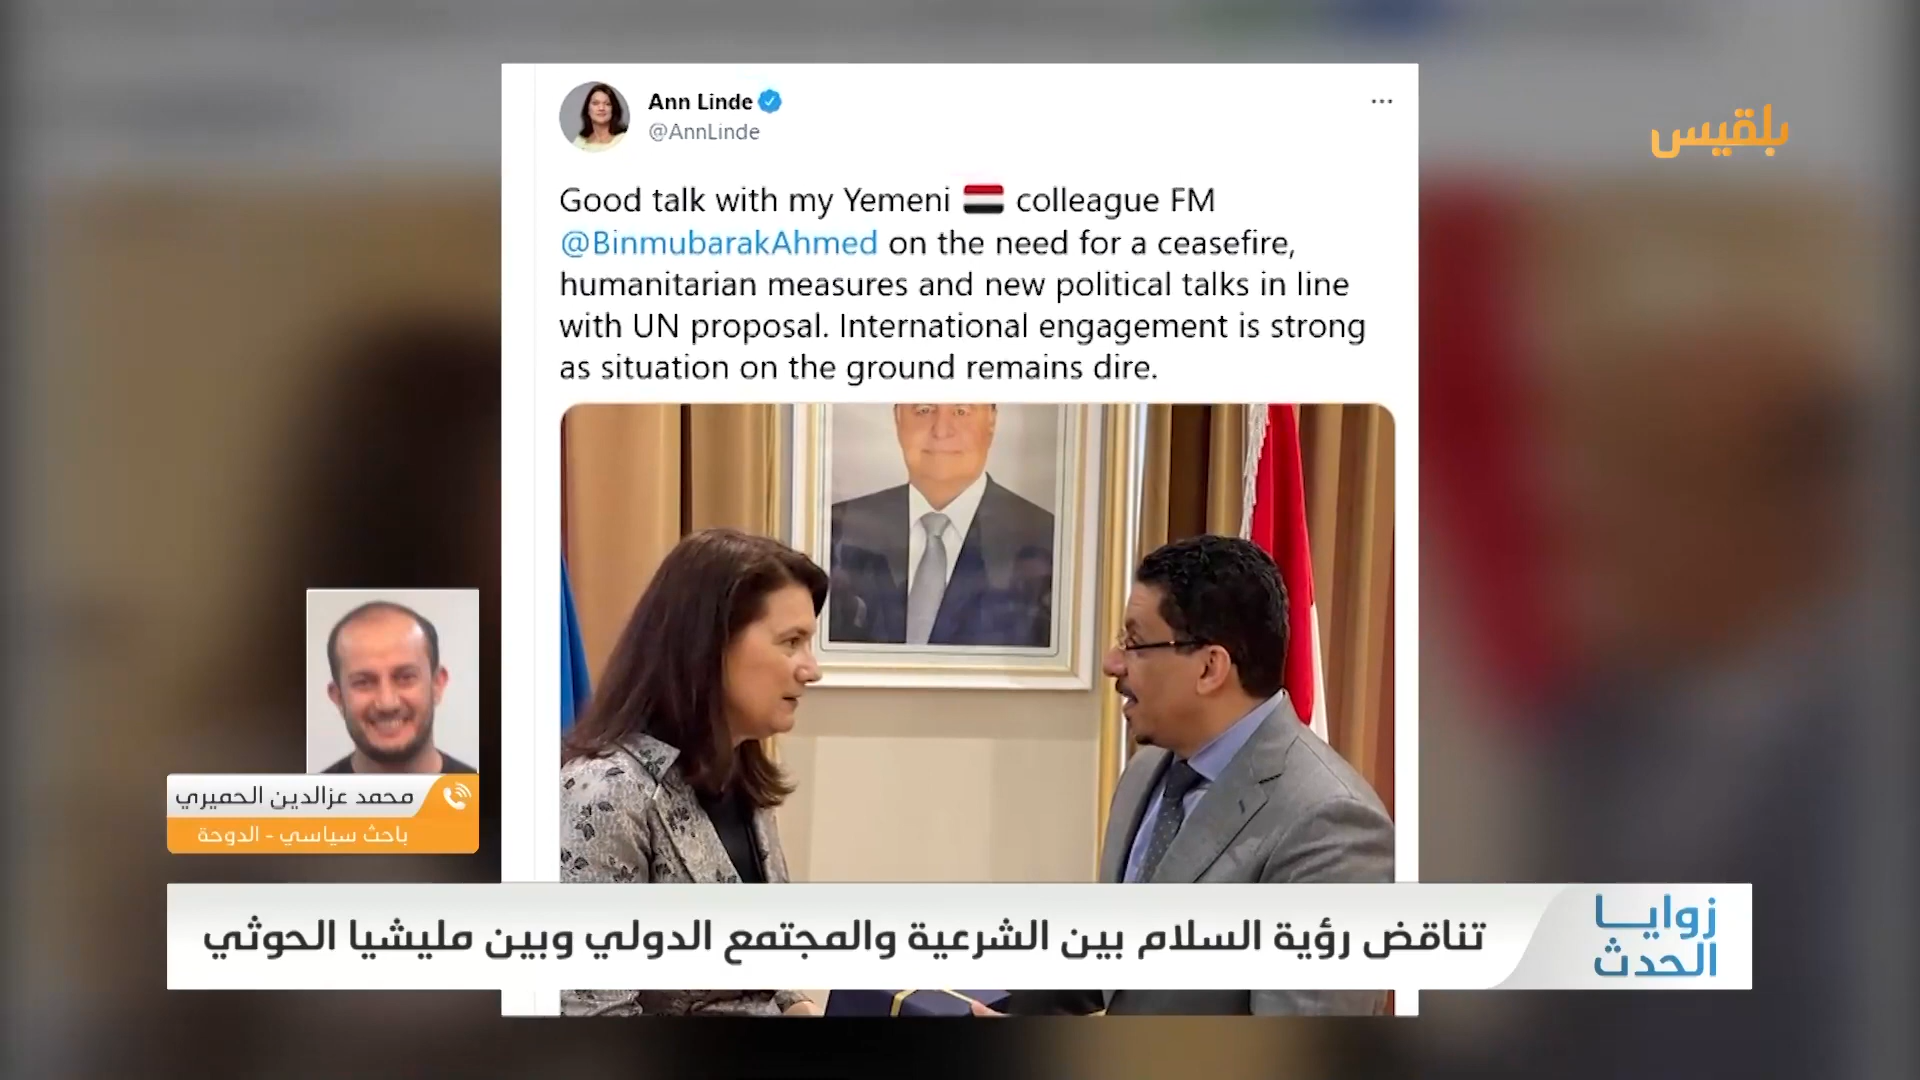 Ann Linde
@AnnLinde
بلقيس
Good talk with my Yemeni colleague FM
@BinmubarakAhmed on the need for a ceasefire,
humanitarian measures and new political talks in line
with UN proposal. International engagement is strong
as situation on the ground remains dire.
محمد عزالدين الحميري
باحث سياسي - الدوحة
زوايا
الحدث
تناقض رؤية السلام بين الشرعية والمجتمع الدولي وبين مليشيا الحوثي